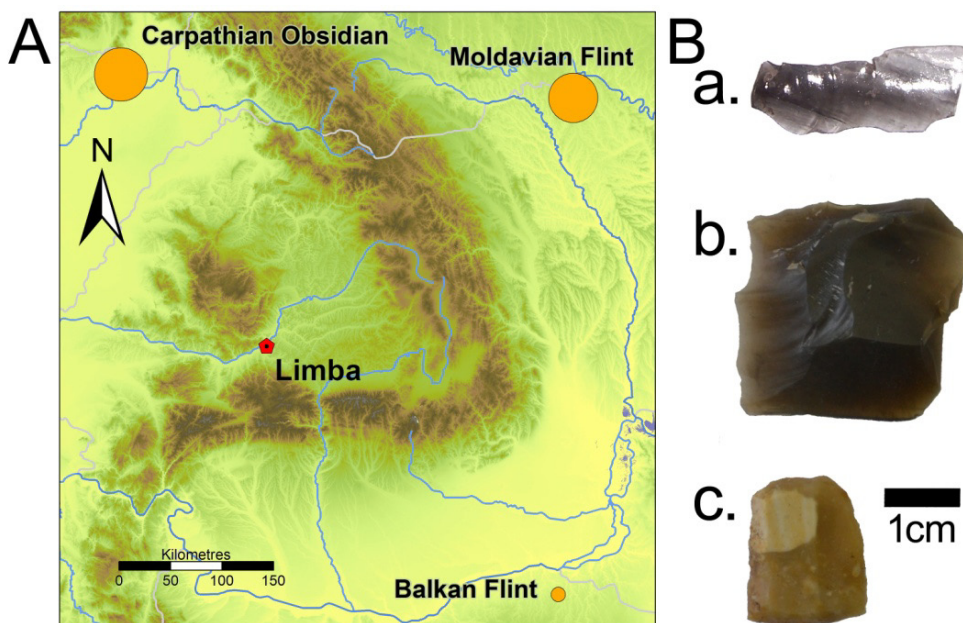 A
Carpathian Obsidian
Moldavian Flint
N
Limba
Kilometres
0 50 100 150
Balkan Flint
B
a.
b.
c.
1cm